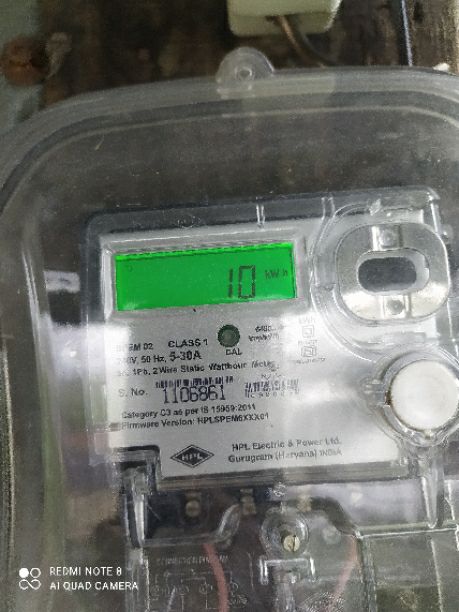 10 kWh
CLASS 1
240V, 50 Hz, 5-30A
CAL
1Ph, 2 Wire Static Watthour Meter
S. No. 1106861
Category C3 as per IS 15959:2011
Firmware Version: HPLSPEM6XXX01
HPL
HPL Electric & Power Ltd.
Gurugram (Haryana) INDIA
REDMI NOTE 8
AI QUAD CAMERA